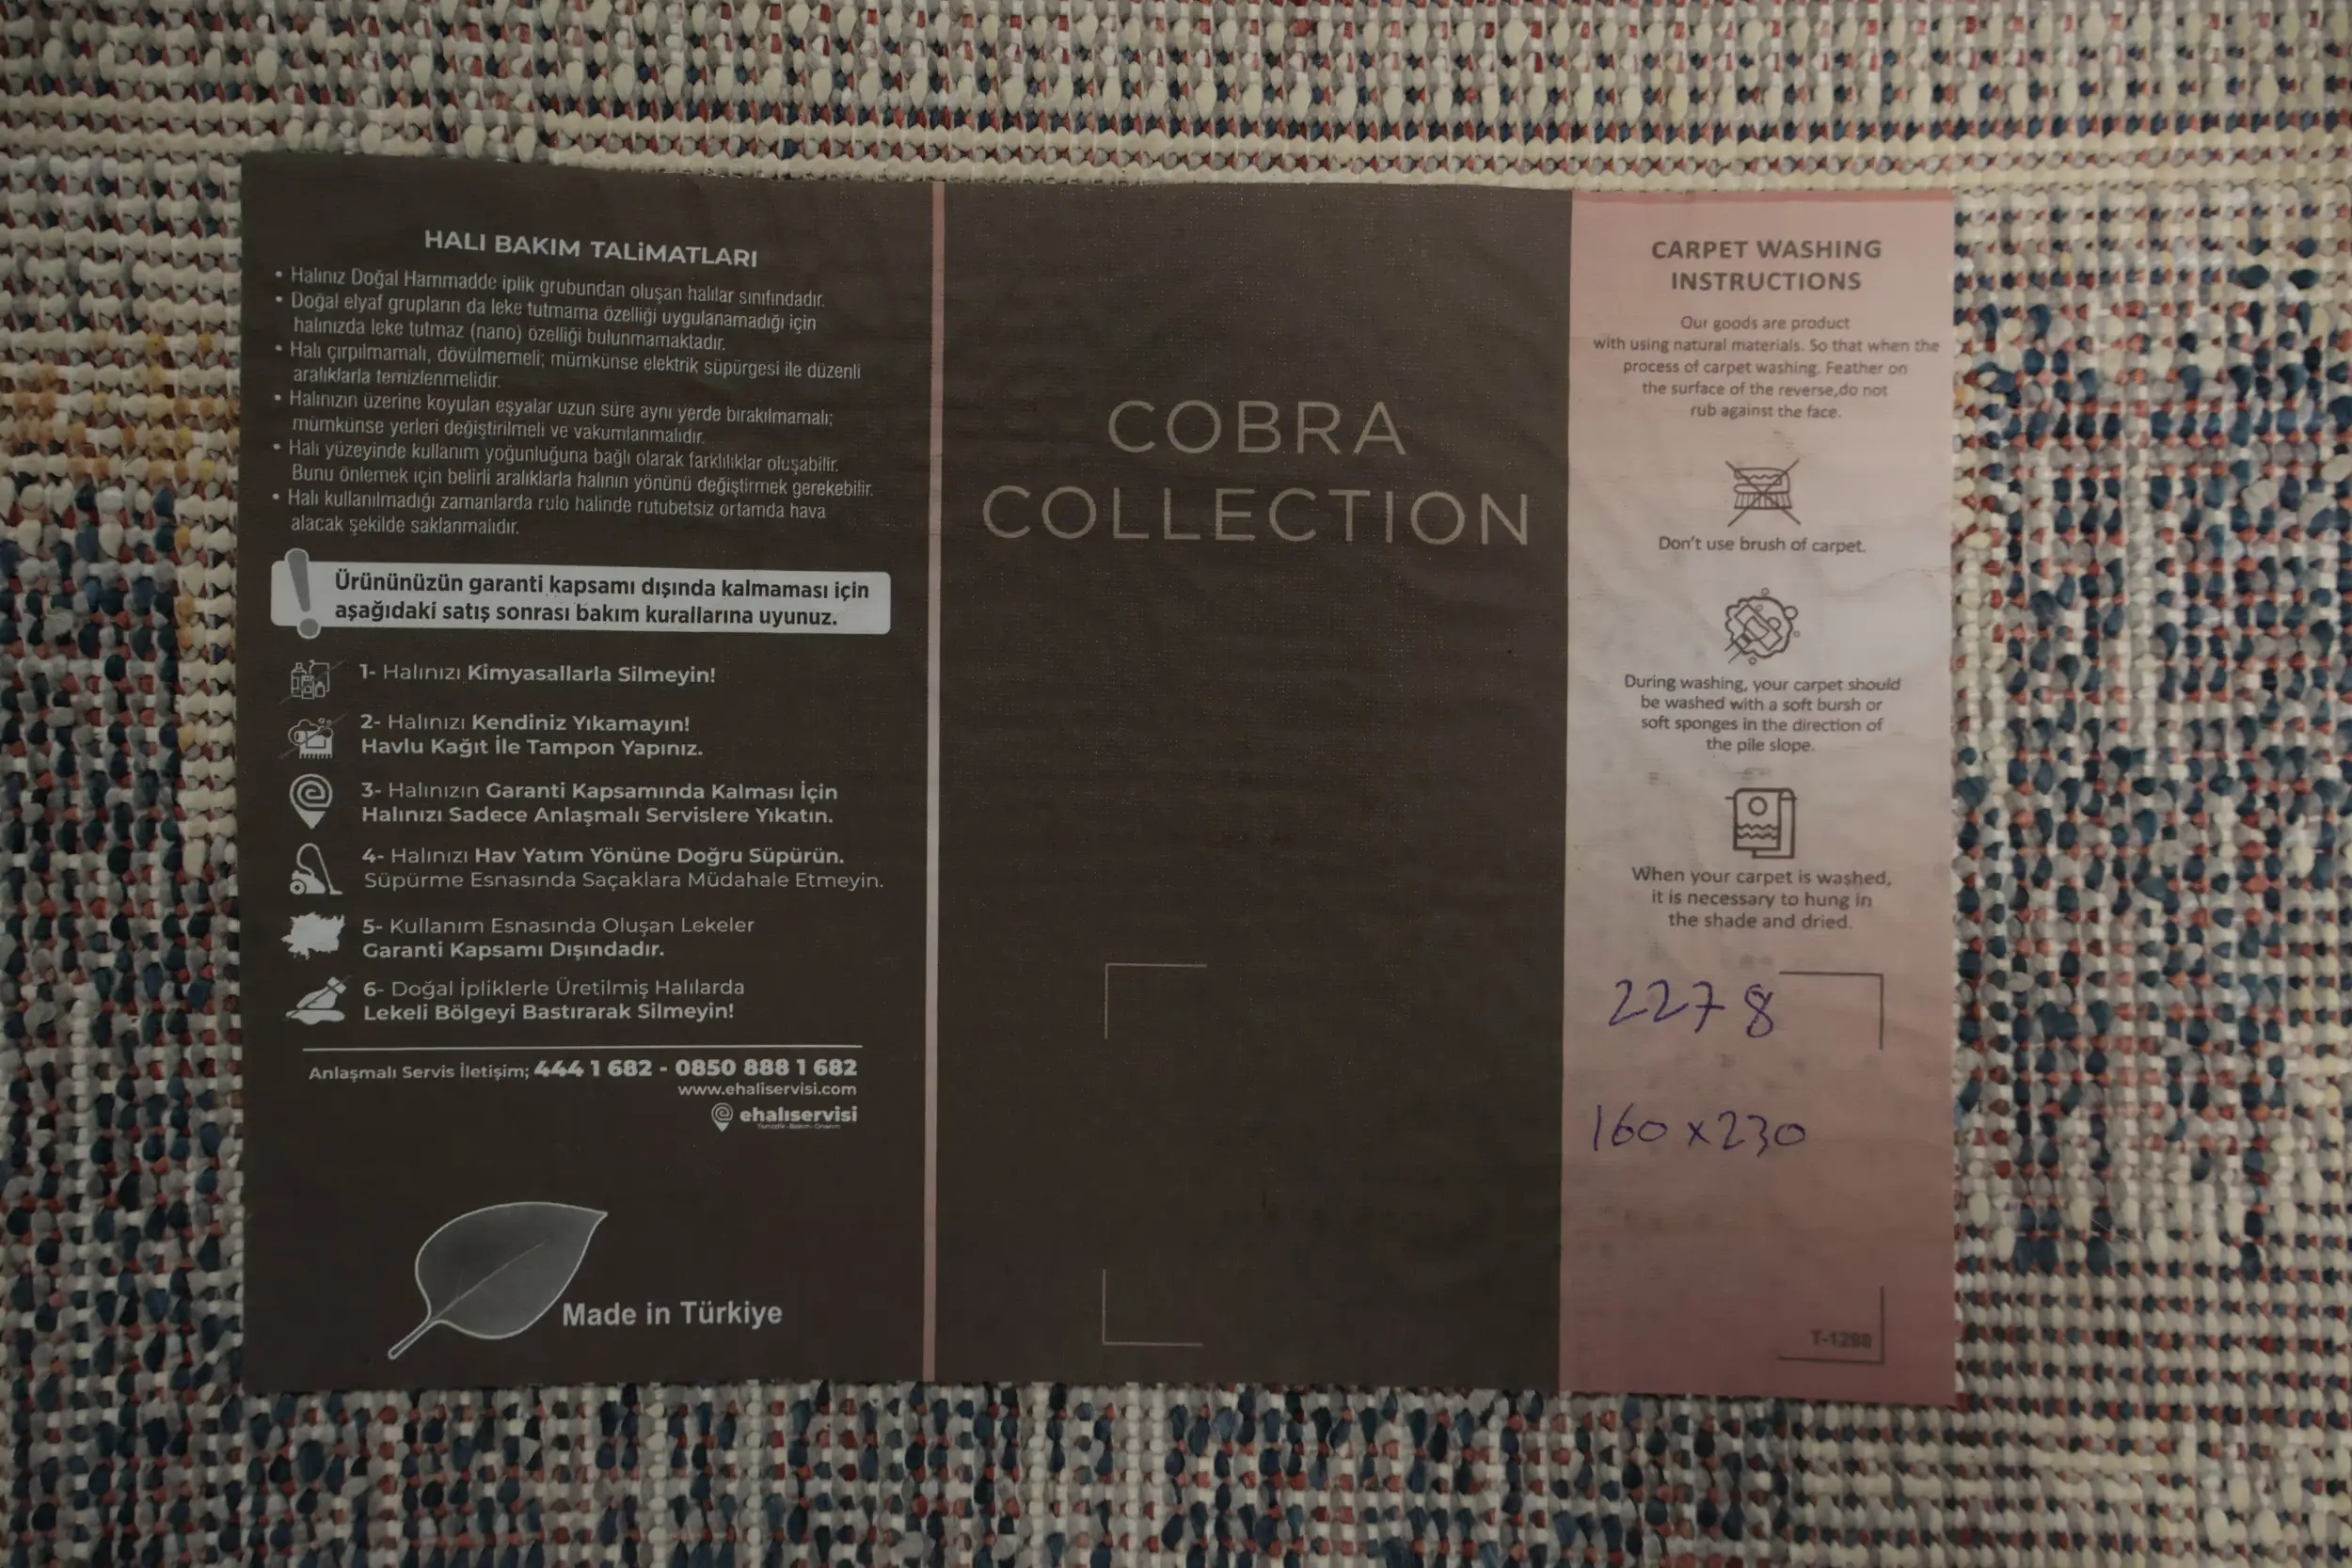 HALI BAKIM TALiMATLARI
• Halınız Doğal Hammadde iplik grubundan oluşan halılar sınıfındadır.
• Doğal elyaf grupların da leke tutmama özelliği uygulanamadığı için
halınızda leke tutmaz (nano) özelliği bulunmamaktadır.
• Halı çırpılmamalı, dövülmemeli; mümkünse elektrik süpürgesi ile düzenli
aralıklarla temizlenmelidir.
• Halınızın üzerine koyulan eşyalar uzun süre aynı yerde bırakılmamalı;
mümkünse yerleri değiştirilmeli ve vakumlanmalıdır.
• Halı yüzeyinde kullanım yoğunluğuna bağlı olarak farklılıklar oluşabilir.
Bunu önlemek için belirli aralıklarla halının yönünü değiştirmek gerekebilir.
• Halı kullanılmadığı zamanlarda rulo halinde rutubetsiz ortamda hava
alacak şekilde saklanmalıdır.
Ürününüzün garanti kapsamı dışında kalmaması için
aşağıdaki satış sonrası bakım kurallarına uyunuz.
1- Halınızı Kimyasallarla Silmeyin!
2- Halınızı Kendiniz Yıkamayın!
Havlu Kağıt İle Tampon Yapınız.
3- Halınızın Garanti Kapsamında Kalması İçin
Halınızı Sadece Anlaşmalı Servislere Yıkatın.
4- Halınızı Hav Yatım Yönüne Doğru Süpürün.
Süpürme Esnasında Saçaklara Müdahale Etmeyin.
5- Kullanım Esnasında Oluşan Lekeler
Garanti Kapsamı Dışındadır.
6- Doğal İpliklerle Üretilmiş Halılarda
Lekeli Bölgeyi Bastırarak Silmeyin!
Anlaşmalı Servis İletişim; 444 1 682 - 0850 888 1 682
www.ehaliservisi.com
ehalıservisi
Made in Türkiye
COBRA
COLLECTION
CARPET WASHING
INSTRUCTIONS
Our goods are product
with using natural materials. So that when the
process of carpet washing. Feather on
the surface of the reverse,do not
rub against the face.
Don't use brush of carpet.
During washing, your carpet should
be washed with a soft bursh or
soft sponges in the direction of
the pile slope.
When your carpet is washed,
it is necessary to hung in
the shade and dried.
2278
160 x 230
T-1298